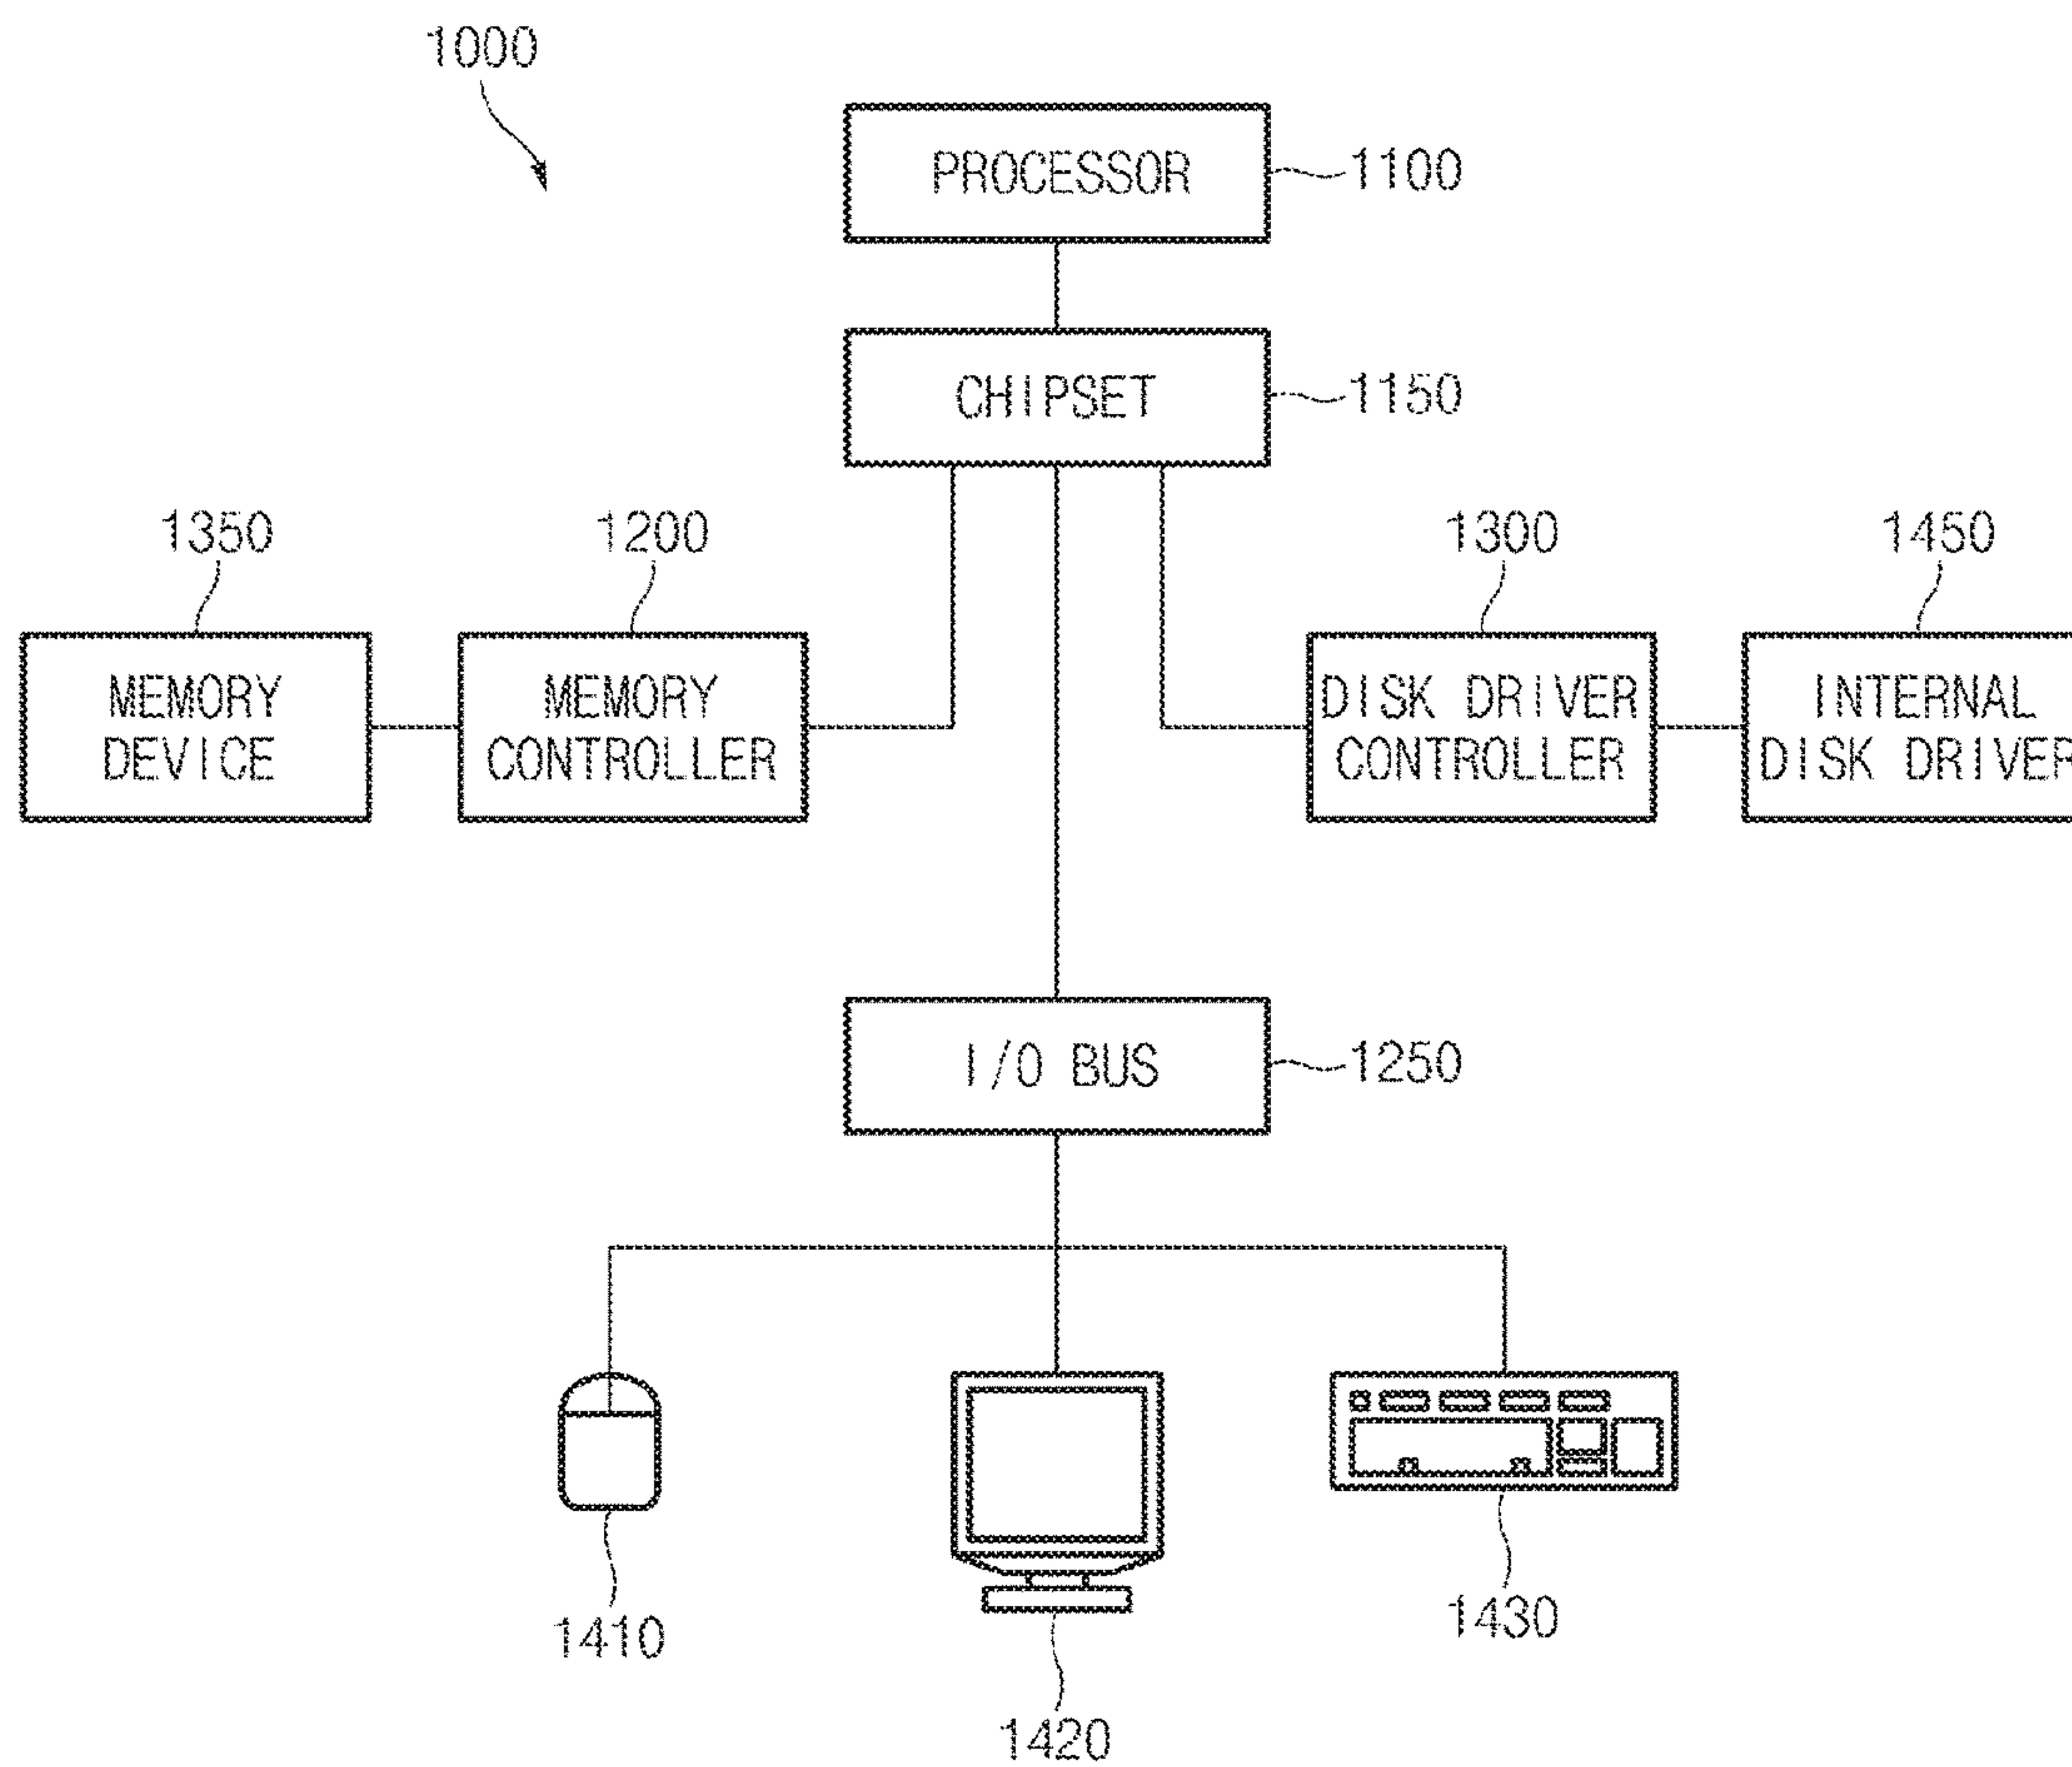 1000
PROCESSOR
1100
CHIPSET
1150
1350
1200
1300
1450
MEMORY
DEVICE
MEMORY
CONTROLLER
DISK DRIVER
CONTROLLER
INTERNAL
DISK DRIVER
I/O BUS
1250
1410
1420
1430